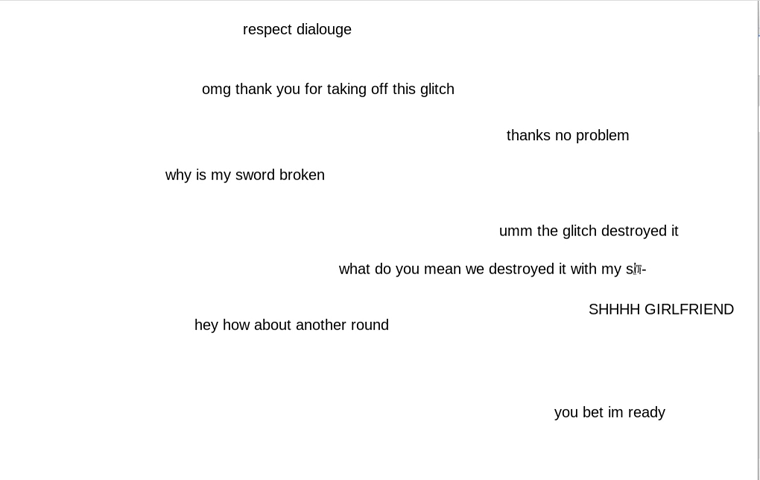 respect dialouge
omg thank you for taking off this glitch
thanks no problem
why is my sword broken
umm the glitch destroyed it
what do you mean we destroyed it with my
SHHHH GIRLFRIEND
hey how about another round
you bet im ready